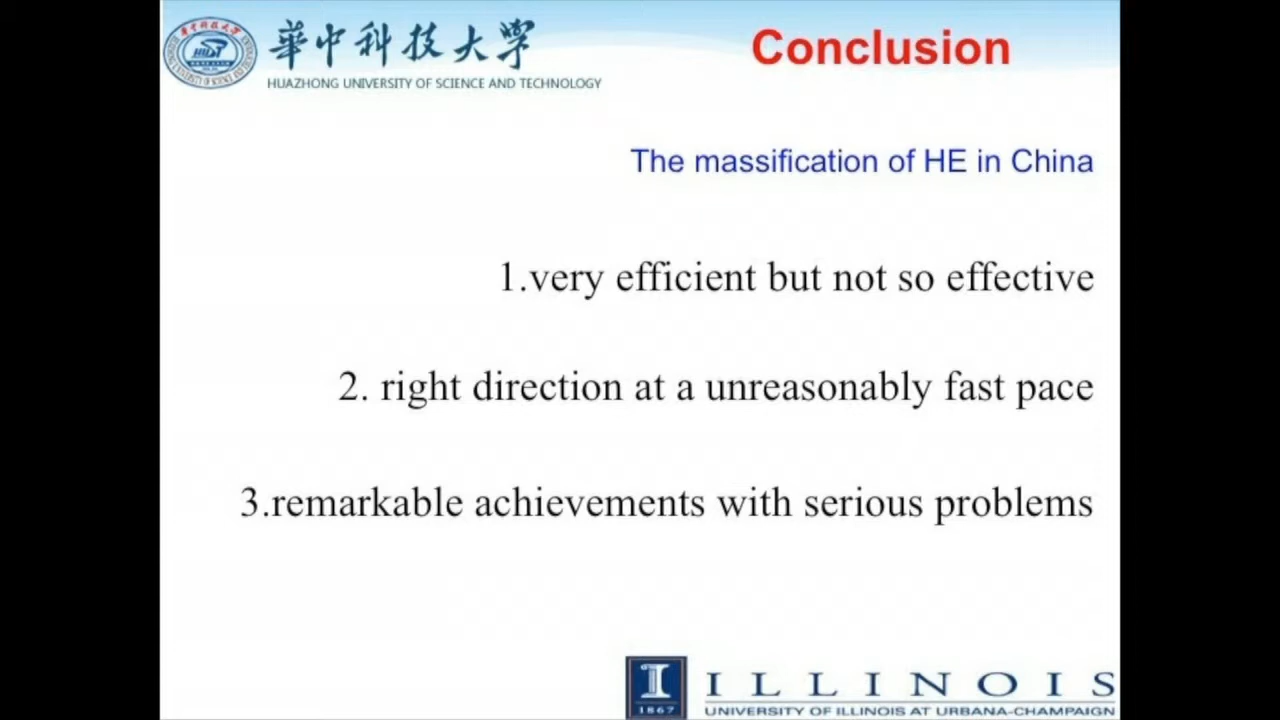 華中科技大學
HUAZHONG UNIVERSITY OF SCIENCE AND TECHNOLOGY
Conclusion
The massification of HE in China
1.very efficient but not so effective
2. right direction at a unreasonably fast pace
3.remarkable achievements with serious problems
I
1867
ILLINOIS
UNIVERSITY OF ILLINOIS AT URBANA-CHAMPAIGN